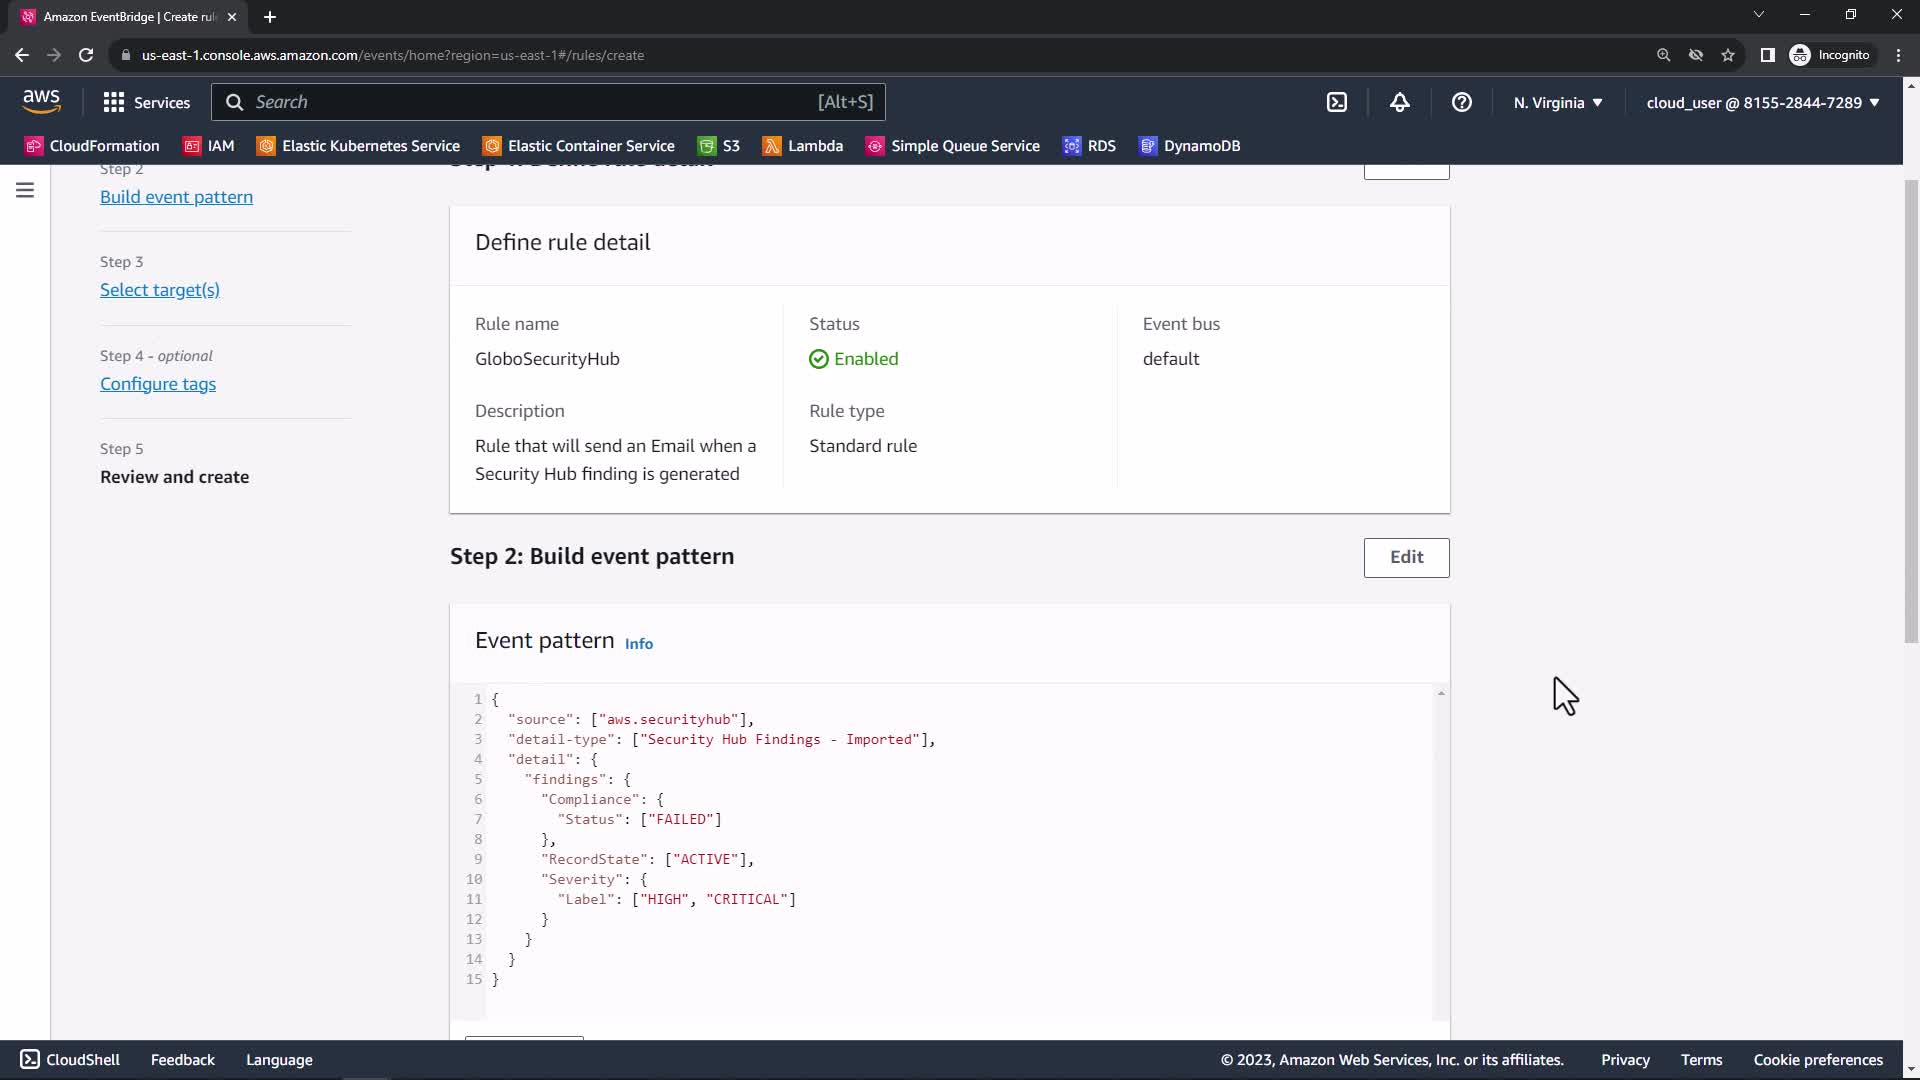 Amazon EventBridge | Create rul
us-east-1.console.aws.amazon.com/events/home?region=us-east-1#/rules/create
Incognito
aws
Services
Search
[Alt+S]
N. Virginia
cloud_user @ 8155-2844-7289
CloudFormation
IAM
Elastic Kubernetes Service
Elastic Container Service
S3
Lambda
Simple Queue Service
RDS
DynamoDB
Step 2
Build event pattern
Step 3
Select target(s)
Step 4 - optional
Configure tags
Step 5
Review and create
Define rule detail
Rule name
GloboSecurityHub
Status
Enabled
Event bus
default
Description
Rule that will send an Email when a
Security Hub finding is generated
Rule type
Standard rule
Step 2: Build event pattern
Edit
Event pattern Info
1 {
2 "source": ["aws.securityhub"],
3 "detail-type": ["Security Hub Findings - Imported"],
4 "detail": {
5 "findings": {
6 "Compliance": {
7 "Status": ["FAILED"]
8 },
9 "RecordState": ["ACTIVE"],
10 "Severity": {
11 "Label": ["HIGH", "CRITICAL"]
12 }
13 }
14 }
15 }
CloudShell
Feedback
Language
© 2023, Amazon Web Services, Inc. or its affiliates.
Privacy
Terms
Cookie preferences